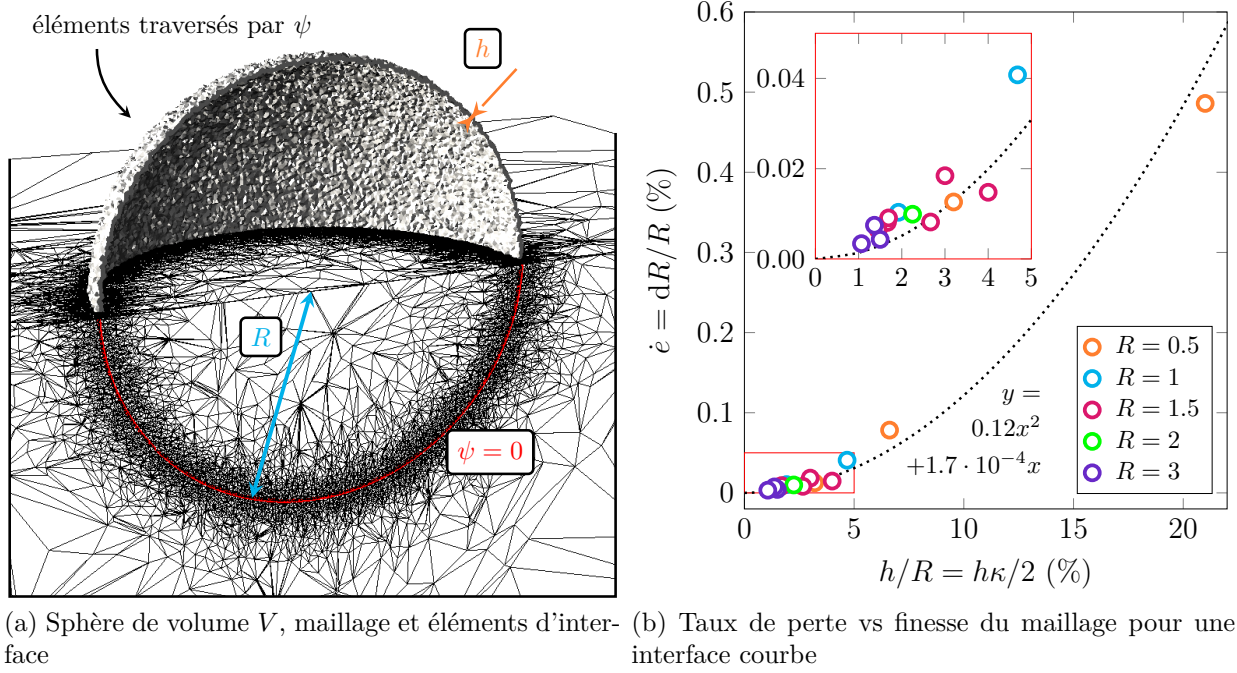 éléments traversés par ψ
h
R
ψ = 0
(a) Sphère de volume V, maillage et éléments d'inter-
face
ė = dR/R (%)
0.6
0.5
0.4
0.3
0.2
0.1
0
0 5 10 15 20
h/R = hκ/2 (%)
0.04
0.02
0.00
0 1 2 3 4 5
y =
0.12x²
+1.7 · 10⁻⁴x
R = 0.5
R = 1
R = 1.5
R = 2
R = 3
(b) Taux de perte vs finesse du maillage pour une
interface courbe